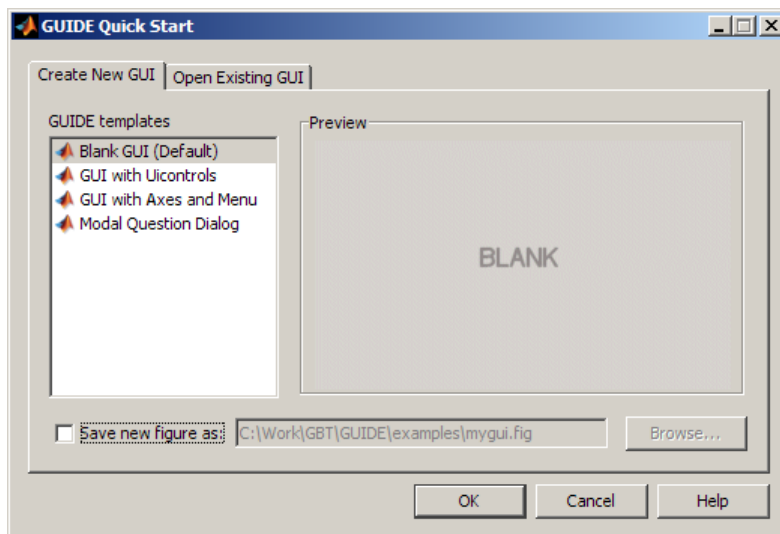 GUIDE Quick Start
Create New GUI
Open Existing GUI
GUIDE templates
Blank GUI (Default)
GUI with Uicontrols
GUI with Axes and Menu
Modal Question Dialog
Preview
BLANK
Save new figure as:
C:\Work\GBT\GUIDE\examples\mygui.fig
Browse...
OK
Cancel
Help